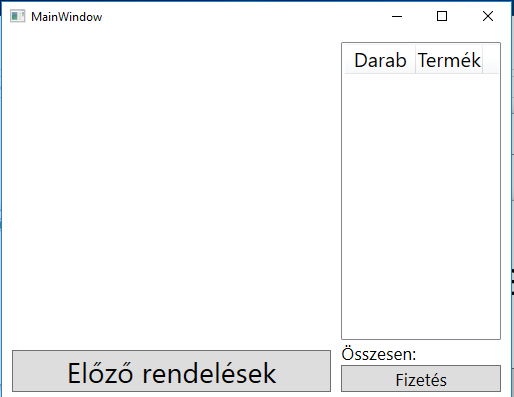 MainWindow
Darab Termék
Összesen:
Előző rendelések
Fizetés